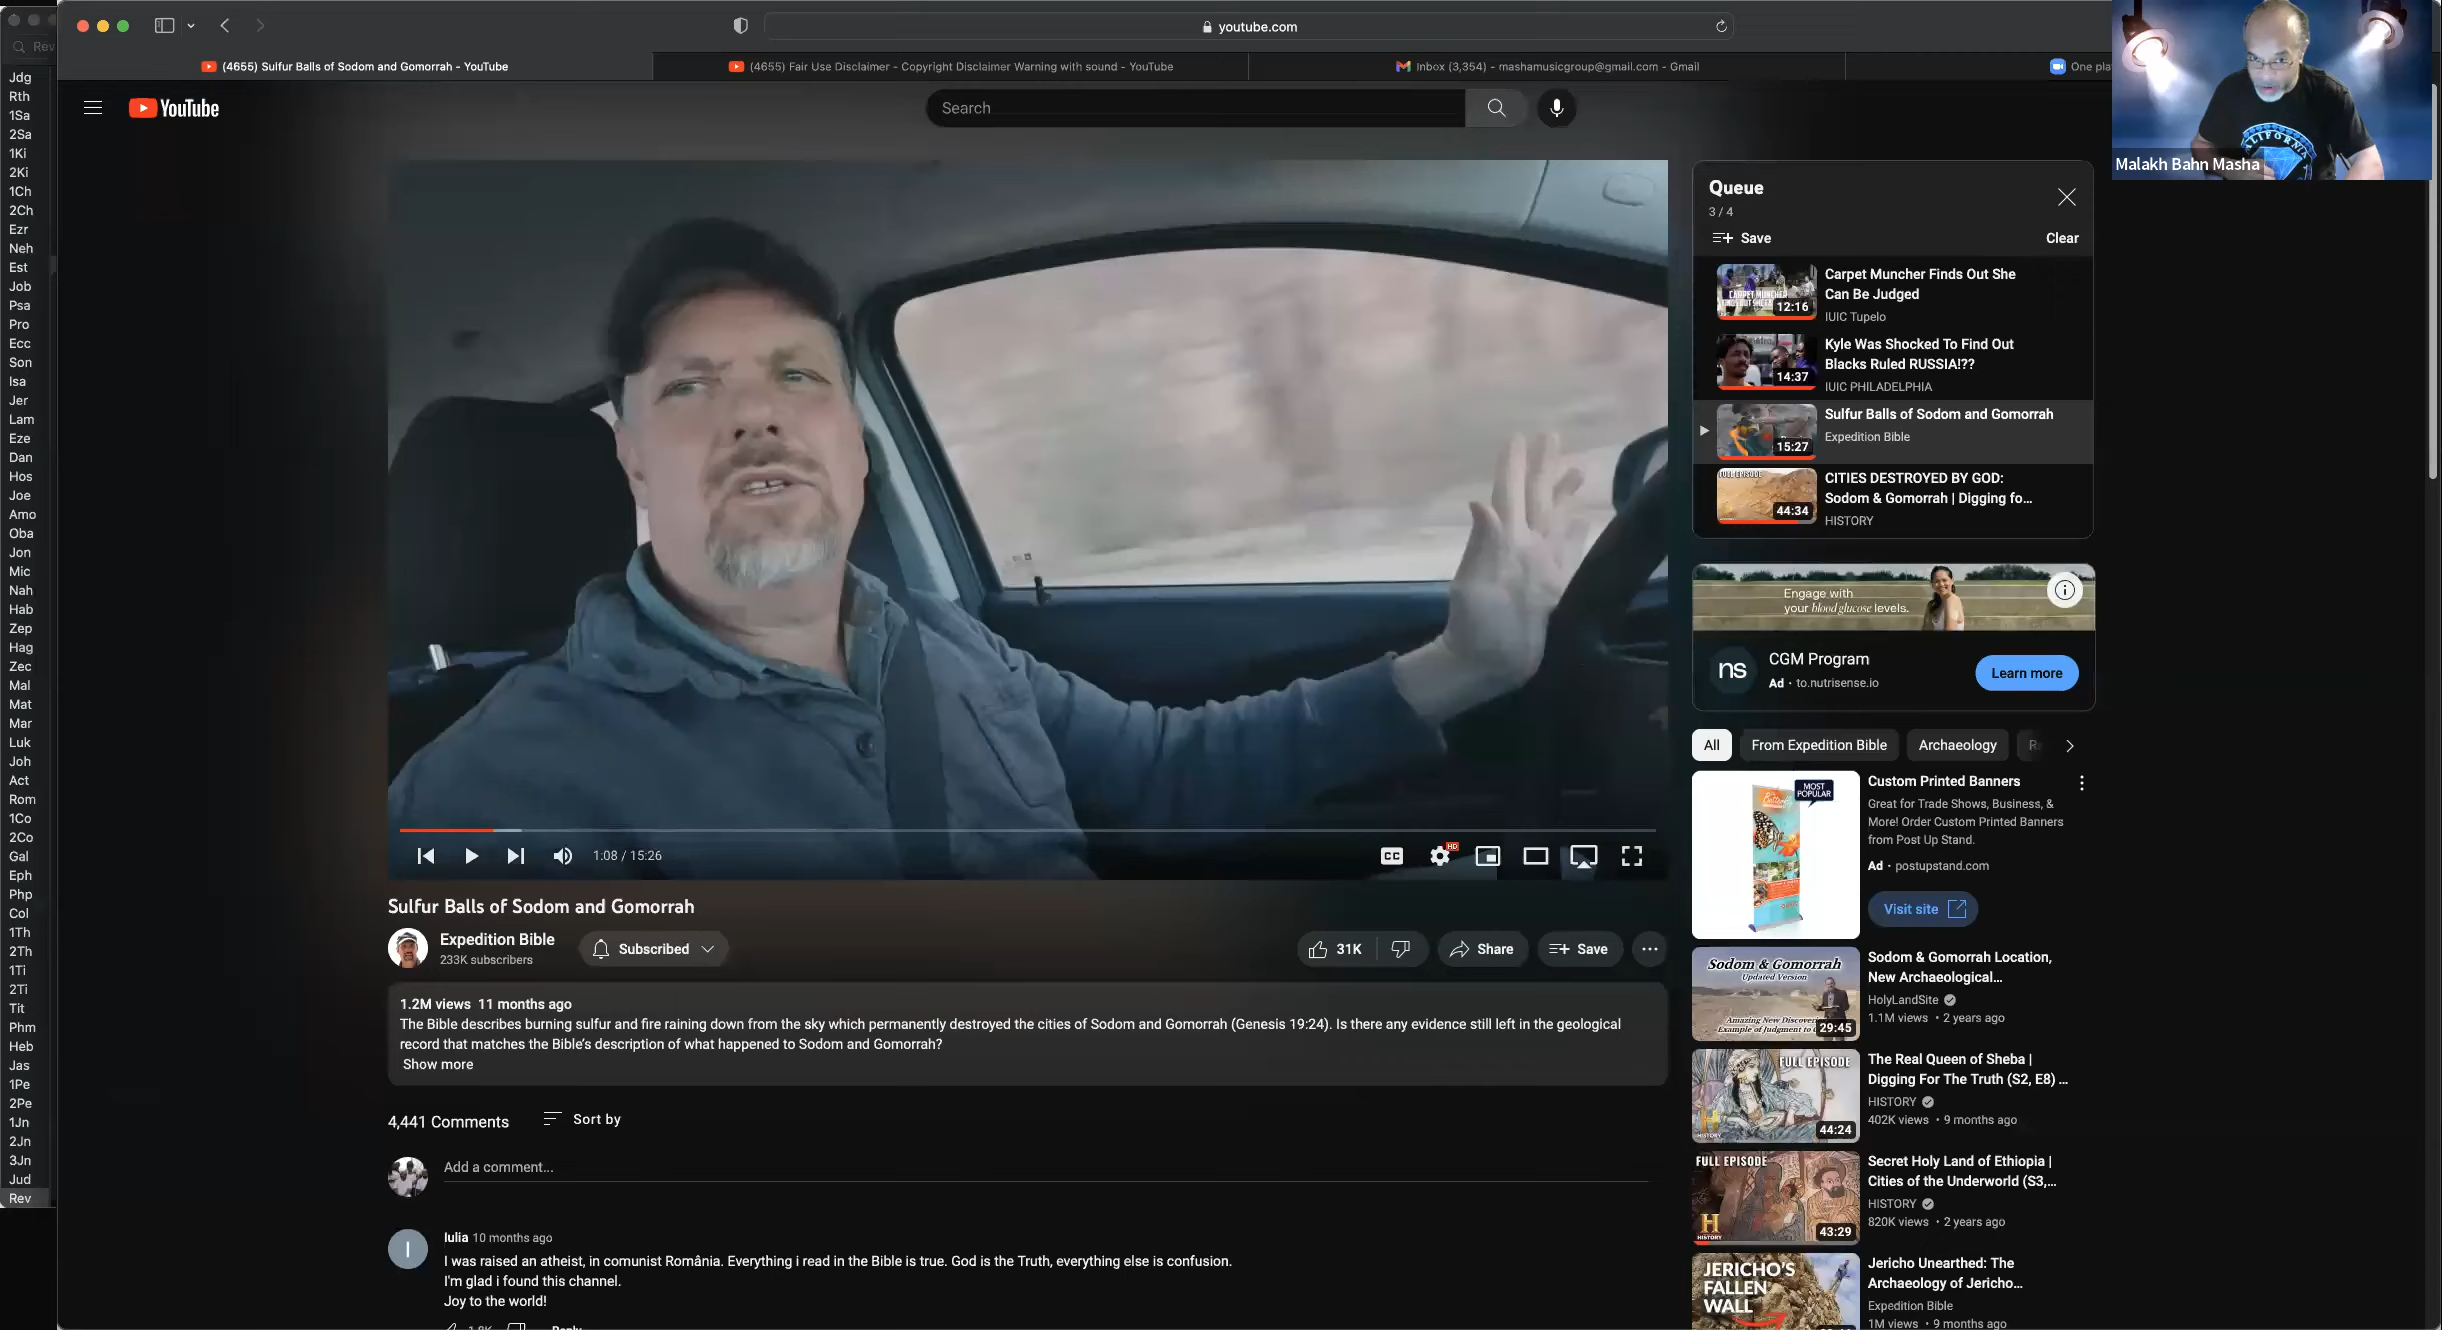 youtube.com
Rev
(4655) Sulfur Balls of Sodom and Gomorrah - YouTube
(4655) Fair Use Disclaimer - Copyright Disclaimer Warning with sound - YouTube
Inbox (3,354) - mashamusicgroup@gmail.com - Gmail
One pla
Malakh Bahn Masha
Jdg
Rth
1Sa
2Sa
1Ki
2Ki
1Ch
2Ch
Ezr
Neh
Est
Job
Psa
Pro
Ecc
Son
Isa
Jer
Lam
Eze
Dan
Hos
Joe
Amo
Oba
Jon
Mic
Nah
Hab
Zep
Hag
Zec
Mal
Mat
Mar
Luk
Joh
Act
Rom
1Co
2Co
Gal
Eph
Php
Col
1Th
2Th
1Ti
2Ti
Tit
Phm
Heb
Jas
1Pe
2Pe
1Jn
2Jn
3Jn
Jud
Rev
YouTube
Search
1:08 / 15:26
CC
HD
Sulfur Balls of Sodom and Gomorrah
Expedition Bible
233K subscribers
Subscribed
31K
Share
Save
1.2M views 11 months ago
The Bible describes burning sulfur and fire raining down from the sky which permanently destroyed the cities of Sodom and Gomorrah (Genesis 19:24). Is there any evidence still left in the geological
record that matches the Bible's description of what happened to Sodom and Gomorrah?
Show more
4,441 Comments
Sort by
Add a comment...
I
Iulia 10 months ago
I was raised an atheist, in comunist România. Everything i read in the Bible is true. God is the Truth, everything else is confusion.
I'm glad i found this channel.
Joy to the world!
1.8K
Reply
Queue
3 / 4
Save
Clear
12:16
Carpet Muncher Finds Out She
Can Be Judged
IUIC Tupelo
14:37
Kyle Was Shocked To Find Out
Blacks Ruled RUSSIA!??
IUIC PHILADELPHIA
15:27
Sulfur Balls of Sodom and Gomorrah
Expedition Bible
FULL EPISODE
44:34
CITIES DESTROYED BY GOD:
Sodom & Gomorrah | Digging fo...
HISTORY
Engage with
your blood glucose levels.
ns
CGM Program
Ad · to.nutrisense.io
Learn more
All
From Expedition Bible
Archaeology
MOST
POPULAR
Custom Printed Banners
Great for Trade Shows, Business, &
More! Order Custom Printed Banners
from Post Up Stand.
Ad · postupstand.com
Visit site
Sodom & Gomorrah
Updated Version
29:45
Sodom & Gomorrah Location,
New Archaeological...
HolyLandSite
1.1M views · 2 years ago
FULL EPISODE
H
HISTORY
44:24
The Real Queen of Sheba |
Digging For The Truth (S2, E8) ...
HISTORY
402K views · 9 months ago
FULL EPISODE
H
HISTORY
43:29
Secret Holy Land of Ethiopia |
Cities of the Underworld (S3,...
HISTORY
820K views · 2 years ago
JERICHO'S
FALLEN
WALL
Jericho Unearthed: The
Archaeology of Jericho...
Expedition Bible
1M views · 9 months ago